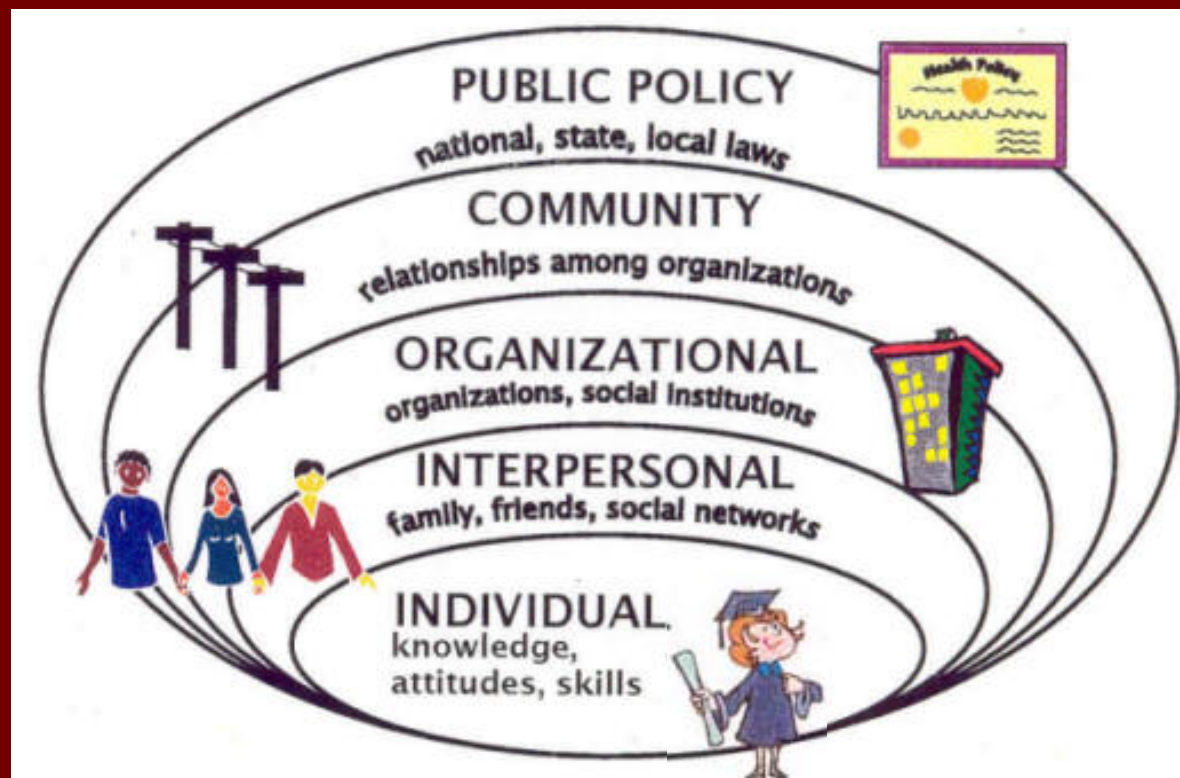 Health Policy
PUBLIC POLICY
national, state, local laws
COMMUNITY
relationships among organizations
ORGANIZATIONAL
organizations, social institutions
INTERPERSONAL
family, friends, social networks
INDIVIDUAL
knowledge,
attitudes, skills